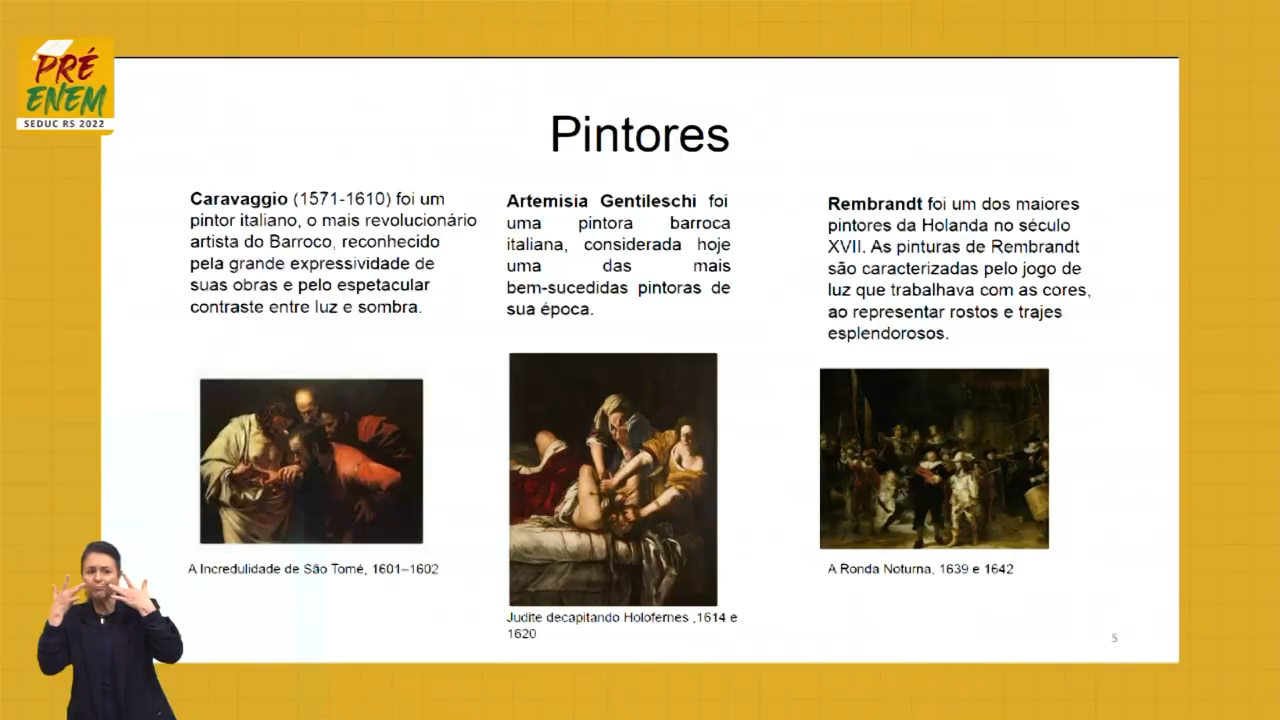 PRÉ
ENEM
SEDUC RS 2022
Pintores
Caravaggio (1571-1610) foi um
pintor italiano, o mais revolucionário
artista do Barroco, reconhecido
pela grande expressividade de
suas obras e pelo espetacular
contraste entre luz e sombra.
Artemisia Gentileschi foi
uma pintora barroca
italiana, considerada hoje
uma das mais
bem-sucedidas pintoras de
sua época.
Rembrandt foi um dos maiores
pintores da Holanda no século
XVII. As pinturas de Rembrandt
são caracterizadas pelo jogo de
luz que trabalhava com as cores,
ao representar rostos e trajes
esplendorosos.
A Incredulidade de São Tomé, 1601–1602
Judite decapitando Holofernes ,1614 e
1620
A Ronda Noturna, 1639 e 1642
5